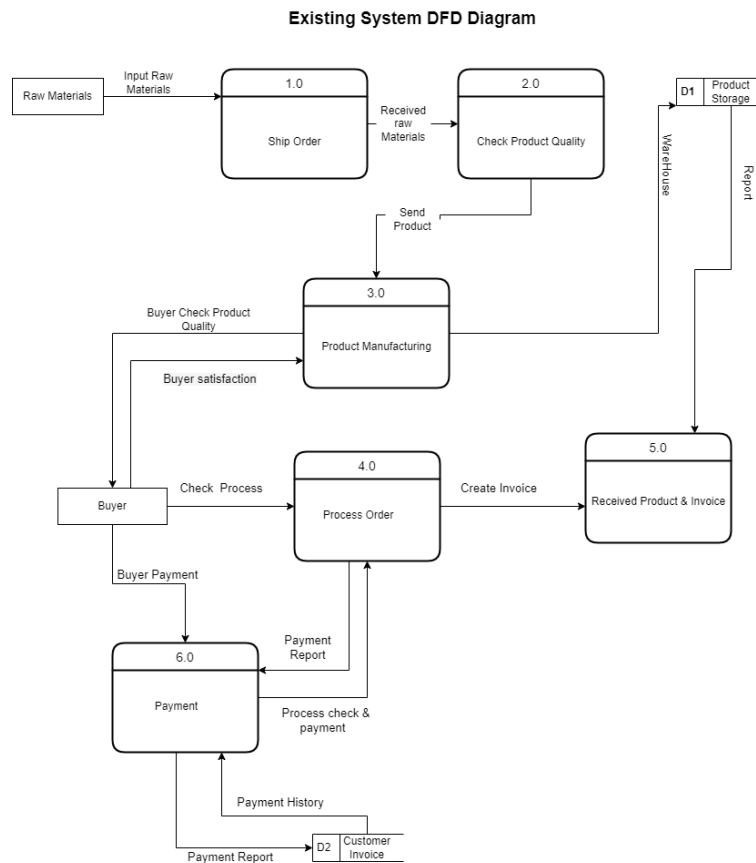 Existing System DFD Diagram
Raw Materials
Input Raw
Materials
1.0
Ship Order
Received
raw
Materials
2.0
Check Product Quality
D1
Product
Storage
WareHouse
Report
Send
Product
3.0
Product Manufacturing
Buyer Check Product
Quality
Buyer satisfaction
Buyer
Check Process
4.0
Process Order
Create Invoice
5.0
Received Product & Invoice
Buyer Payment
6.0
Payment
Payment
Report
Process check &
payment
Payment History
Payment Report
D2
Customer
Invoice